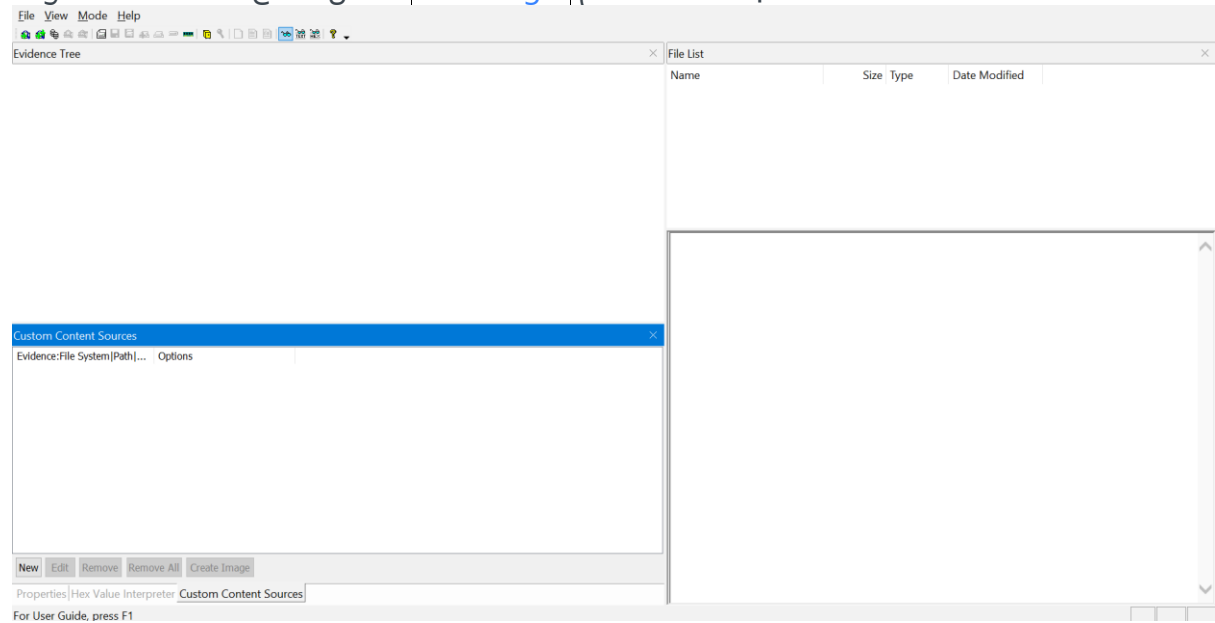 File View Mode Help
Evidence Tree
File List
Name Size Type Date Modified
Custom Content Sources
Evidence:File System|Path|... Options
New Edit Remove Remove All Create Image
Properties Hex Value Interpreter Custom Content Sources
For User Guide, press F1